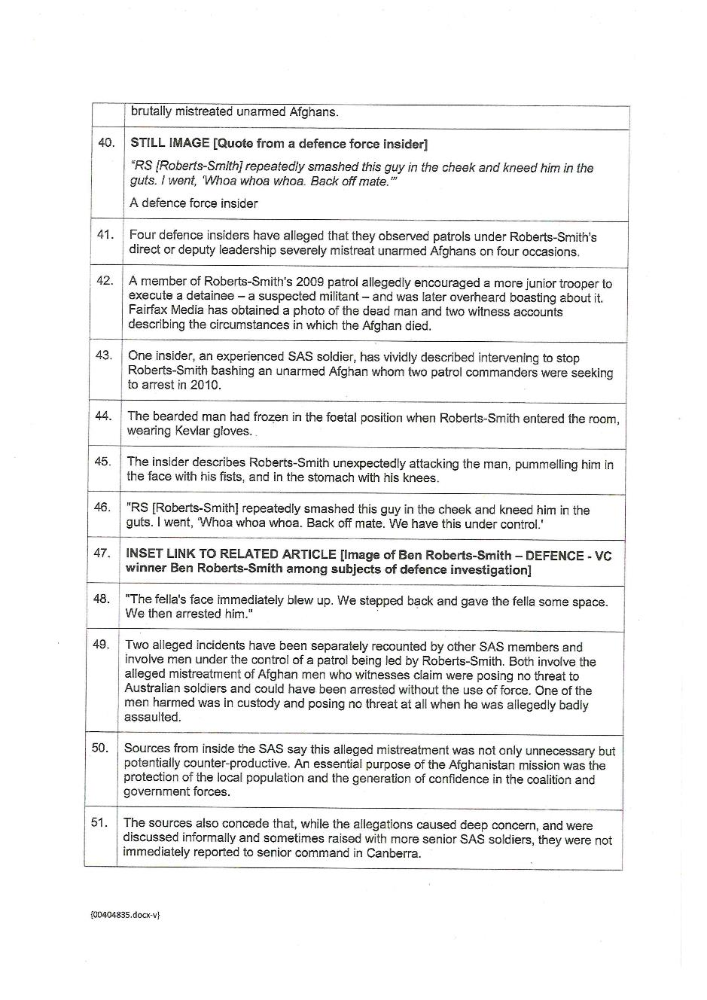 brutally mistreated unarmed Afghans.
40. STILL IMAGE [Quote from a defence force insider]
“RS [Roberts-Smith] repeatedly smashed this guy in the cheek and kneed him in the
guts. I went, ‘Whoa whoa whoa. Back off mate.’”
A defence force insider
41. Four defence insiders have alleged that they observed patrols under Roberts-Smith's
direct or deputy leadership severely mistreat unarmed Afghans on four occasions.
42. A member of Roberts-Smith's 2009 patrol allegedly encouraged a more junior trooper to
execute a detainee – a suspected militant – and was later overheard boasting about it.
Fairfax Media has obtained a photo of the dead man and two witness accounts
describing the circumstances in which the Afghan died.
43. One insider, an experienced SAS soldier, has vividly described intervening to stop
Roberts-Smith bashing an unarmed Afghan whom two patrol commanders were seeking
to arrest in 2010.
44. The bearded man had frozen in the foetal position when Roberts-Smith entered the room,
wearing Kevlar gloves.
45. The insider describes Roberts-Smith unexpectedly attacking the man, pummelling him in
the face with his fists, and in the stomach with his knees.
46. "RS [Roberts-Smith] repeatedly smashed this guy in the cheek and kneed him in the
guts. I went, 'Whoa whoa whoa. Back off mate. We have this under control.'
47. INSET LINK TO RELATED ARTICLE [Image of Ben Roberts-Smith – DEFENCE - VC
winner Ben Roberts-Smith among subjects of defence investigation]
48. "The fella's face immediately blew up. We stepped back and gave the fella some space.
We then arrested him."
49. Two alleged incidents have been separately recounted by other SAS members and
involve men under the control of a patrol being led by Roberts-Smith. Both involve the
alleged mistreatment of Afghan men who witnesses claim were posing no threat to
Australian soldiers and could have been arrested without the use of force. One of the
men harmed was in custody and posing no threat at all when he was allegedly badly
assaulted.
50. Sources from inside the SAS say this alleged mistreatment was not only unnecessary but
potentially counter-productive. An essential purpose of the Afghanistan mission was the
protection of the local population and the generation of confidence in the coalition and
government forces.
51. The sources also concede that, while the allegations caused deep concern, and were
discussed informally and sometimes raised with more senior SAS soldiers, they were not
immediately reported to senior command in Canberra.
{00404835.docx-v}